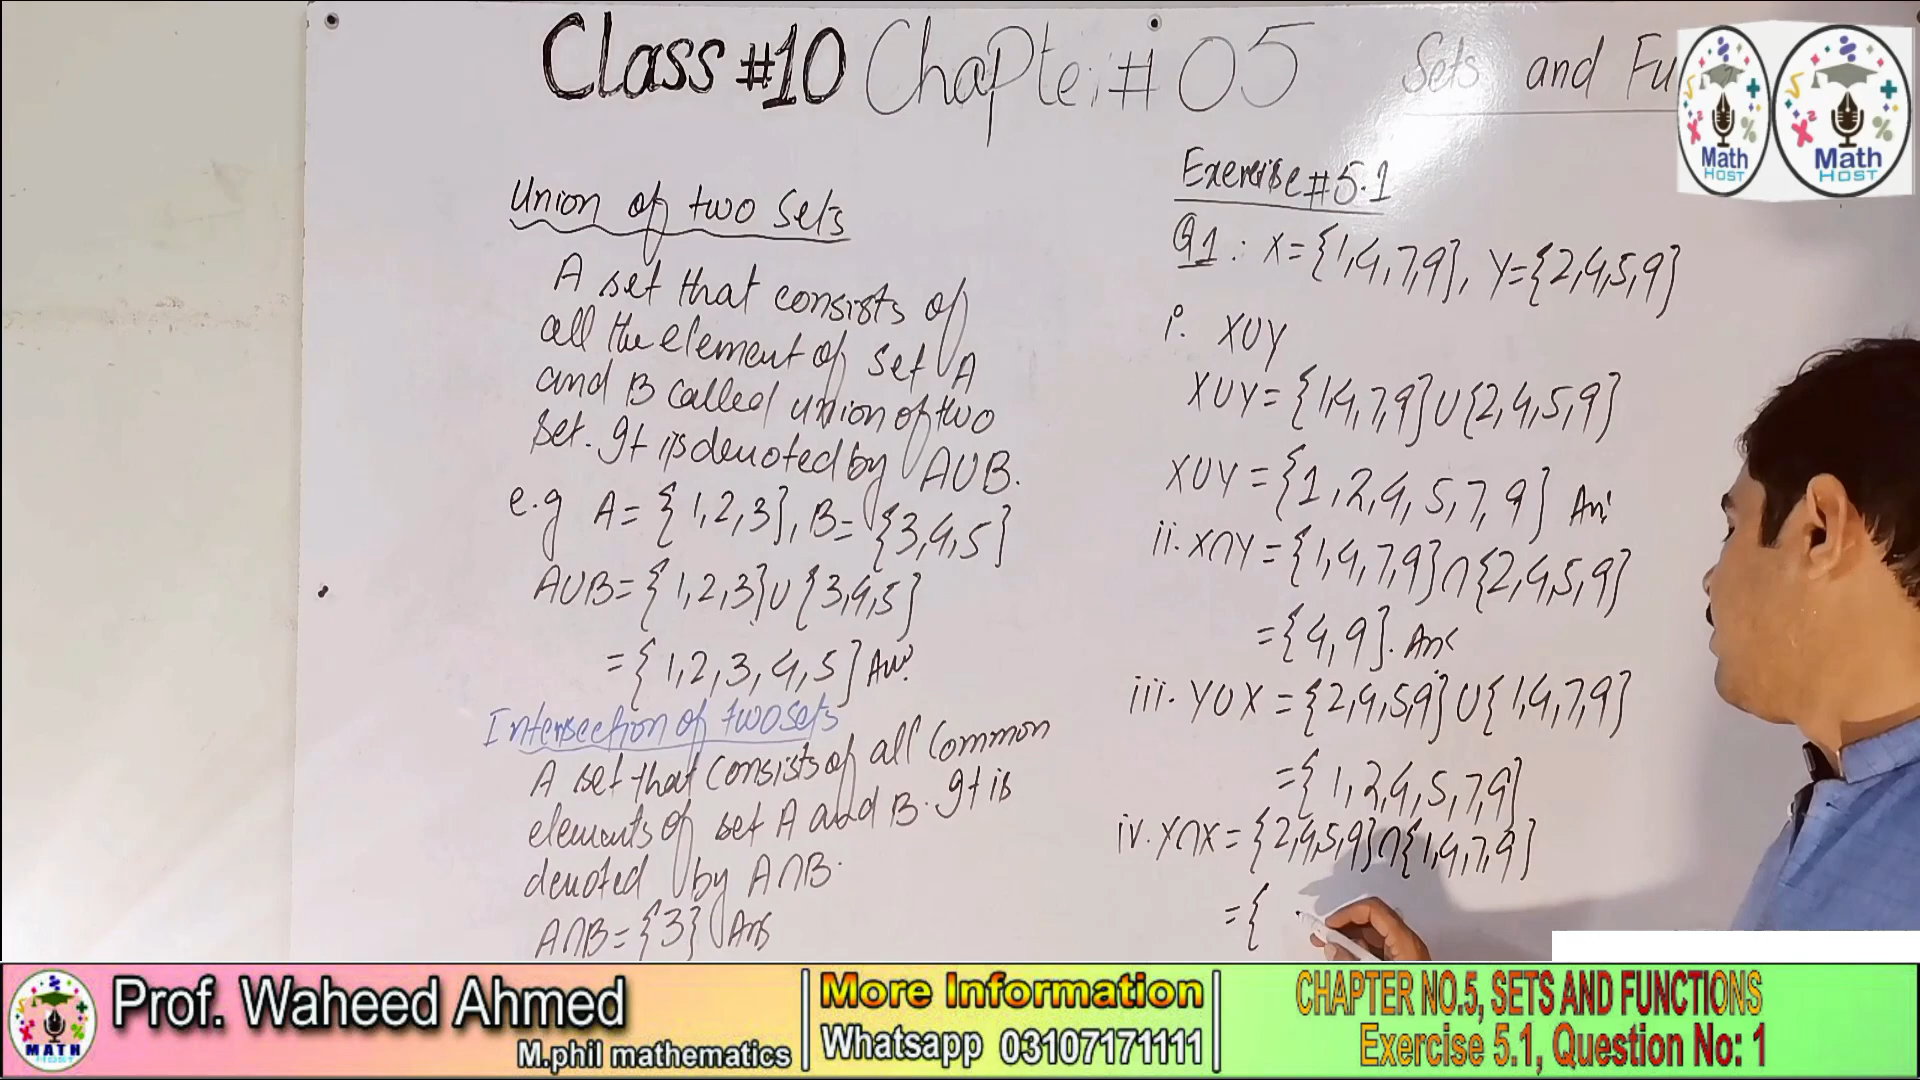 Class #10 Chapter # 05 Sets and Fu
Union of two Sets
A set that consists of
all the element of set A
and B called union of two
set. It is denoted by A∪B.
e.g A = {1,2,3}, B = {3,4,5}
A∪B = {1,2,3}∪{3,4,5}
= {1,2,3,4,5} Ans
Intersection of two sets
A set that consists of all common
elements of set A and B. It is
denoted by A∩B.
A∩B = {3} Ans
Exercise #5.1
Q1: X={1,4,7,9}, Y={2,4,5,9}
i. X∪Y
X∪Y = {1,4,7,9}∪{2,4,5,9}
X∪Y = {1,2,4,5,7,9} Ans
ii. X∩Y = {1,4,7,9}∩{2,4,5,9}
= {4,9}. Ans
iii. Y∪X = {2,4,5,9}∪{1,4,7,9}
= {1,2,4,5,7,9}
iv. Y∩X = {2,4,5,9}∩{1,4,7,9}
= {
Math
HOST
Math
HOST
MATH
HOST
Prof. Waheed Ahmed
M.phil mathematics
More Information
Whatsapp 03107171111
CHAPTER NO.5, SETS AND FUNCTIONS
Exercise 5.1, Question No: 1